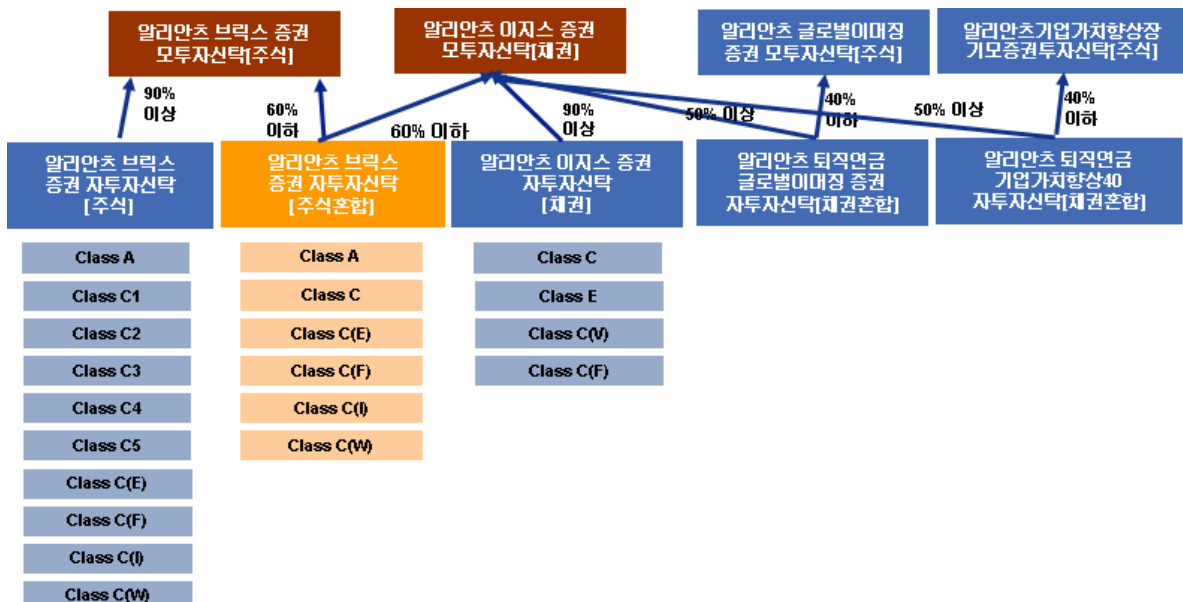 알리안츠 브릭스 증권
모투자신탁[주식]
알리안츠 이지스 증권
모투자신탁[채권]
알리안츠 글로벌이머징
증권 모투자신탁[주식]
알리안츠기업가치향상장
기모증권투자신탁[주식]
90%
이상
60%
이하
60% 이하
90%
이상
50% 이상
40%
이하
50% 이상
40%
이하
알리안츠 브릭스
증권 자투자신탁
[주식]
알리안츠 브릭스
증권 자투자신탁
[주식혼합]
알리안츠 이지스 증권
자투자신탁
[채권]
알리안츠 퇴직연금
글로벌이머징 증권
자투자신탁[채권혼합]
알리안츠 퇴직연금
기업가치향상40
자투자신탁[채권혼합]
Class A
Class C1
Class C2
Class C3
Class C4
Class C5
Class C(E)
Class C(F)
Class C(I)
Class C(W)
Class A
Class C
Class C(E)
Class C(F)
Class C(I)
Class C(W)
Class C
Class E
Class C(V)
Class C(F)